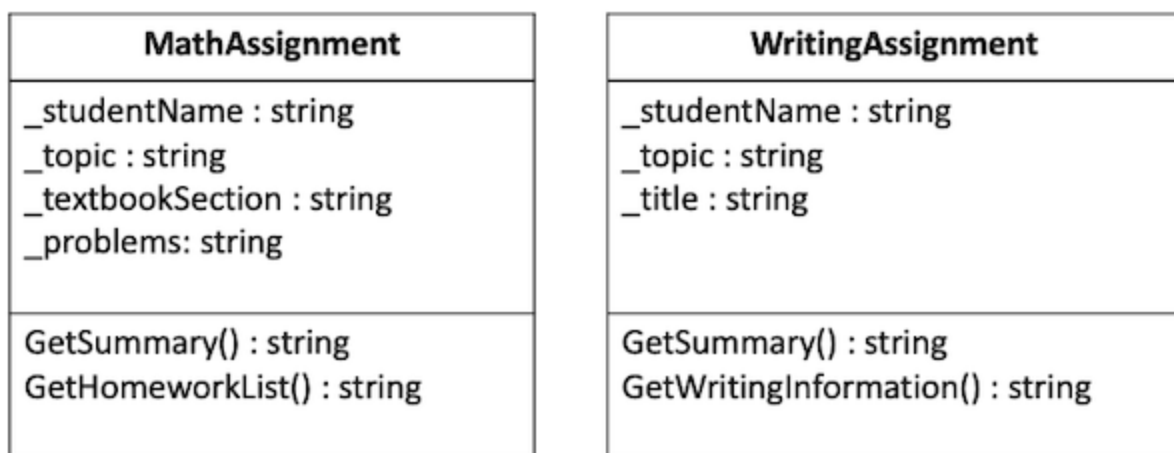 MathAssignment
_studentName : string
_topic : string
_textbookSection : string
_problems: string
GetSummary() : string
GetHomeworkList() : string
WritingAssignment
_studentName : string
_topic : string
_title : string
GetSummary() : string
GetWritingInformation() : string